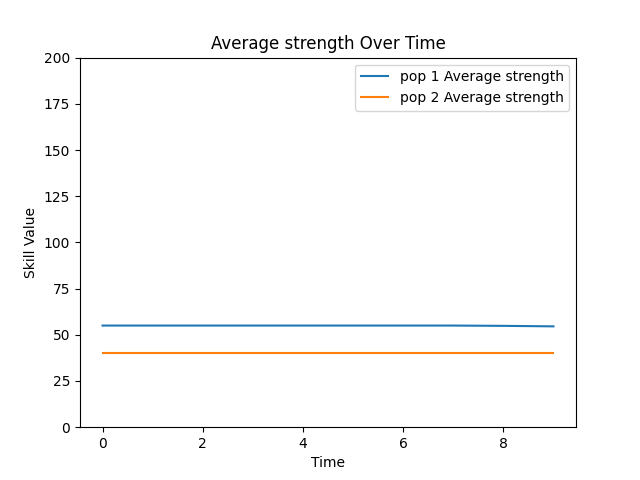 Average strength Over Time
pop 1 Average strength
pop 2 Average strength
Skill Value
200
175
150
125
100
75
50
25
0
0 2 4 6 8
Time